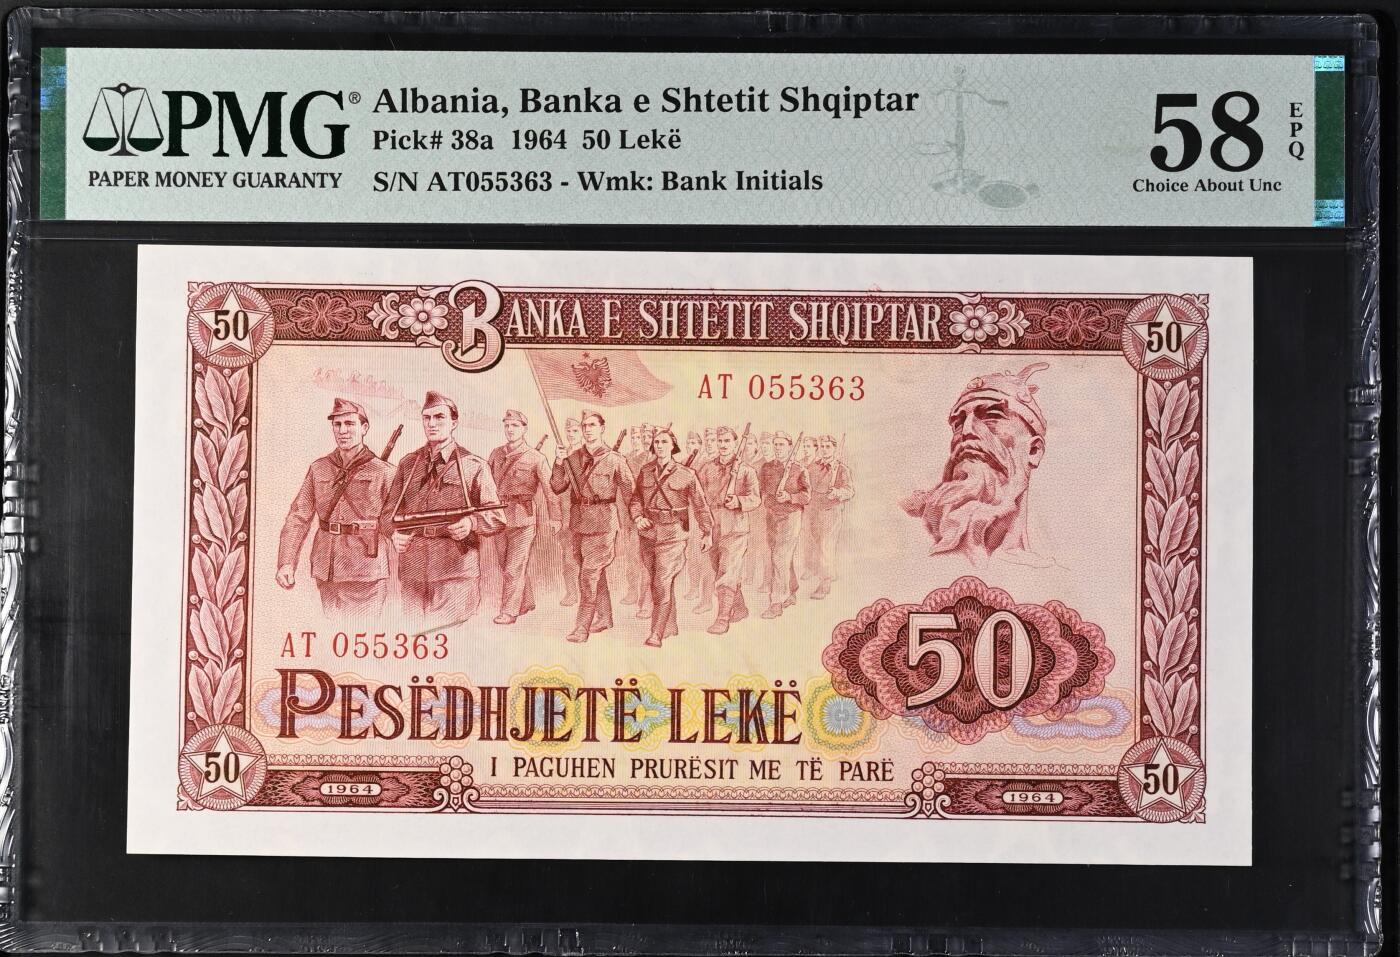 PMG®
PAPER MONEY GUARANTY
Albania, Banka e Shtetit Shqiptar
Pick# 38a 1964 50 Lekë
S/N AT055363 - Wmk: Bank Initials
58
EPQ
Choice About Unc
50
BANKA E SHTETIT SHQIPTAR
50
AT 055363
AT 055363
50
PESËDHJETË LEKË
I PAGUHEN PRURËSIT ME TË PARË
50
1964
1964
50